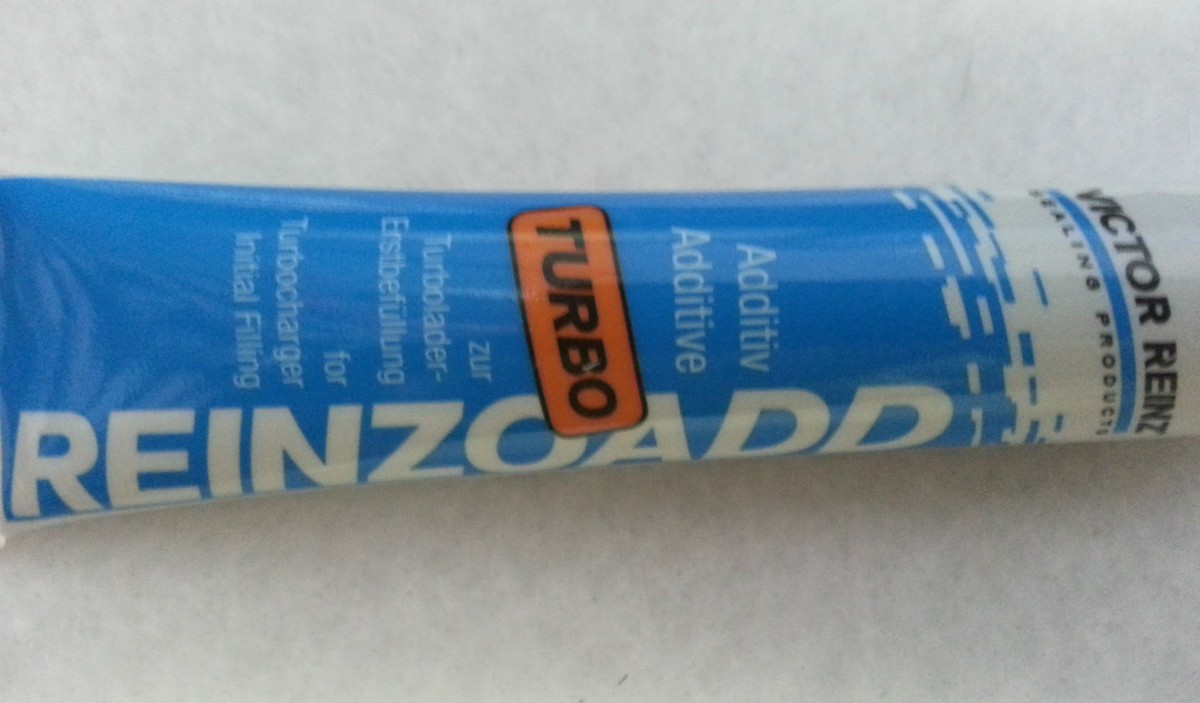 VICTOR REINZ
SEALING PRODUCTS
REINZOADD
Additiv
Additive
TURBO
zur
Turbolader-
Erstbefüllung
for
Turbocharger
Initial Filling